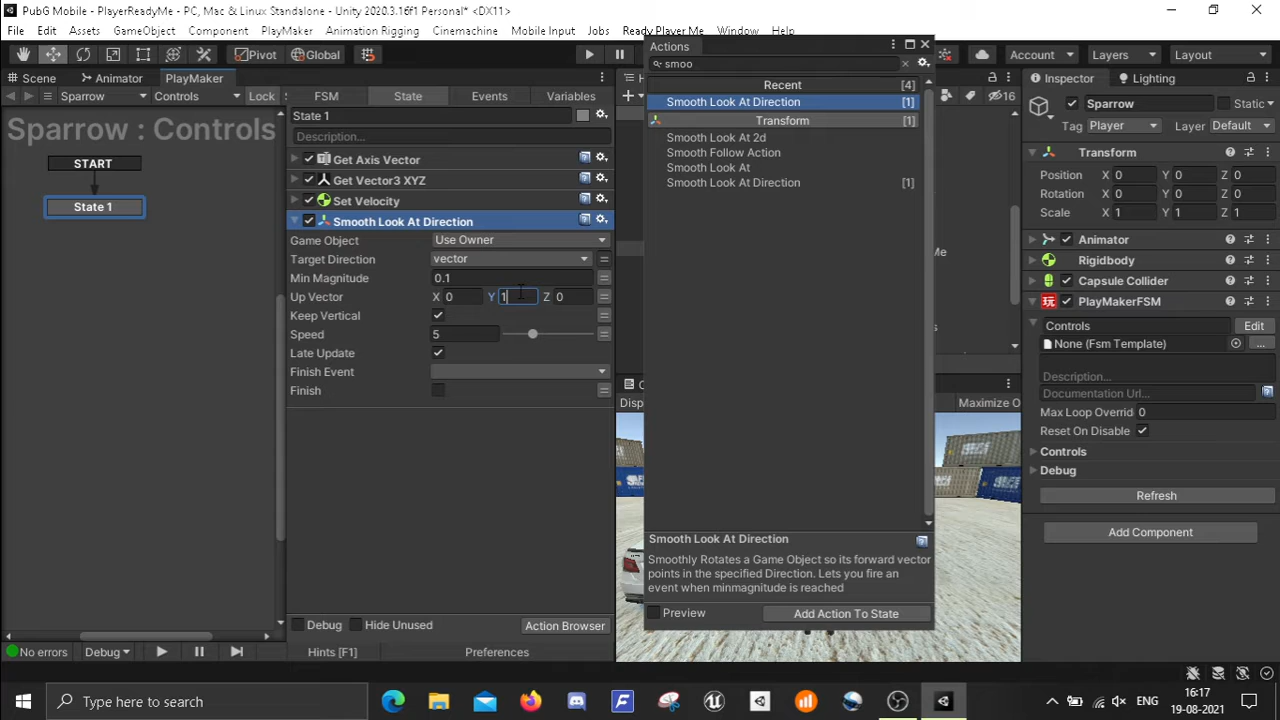 PubG Mobile - PlayerReadyMe - PC, Mac & Linux Standalone - Unity 2020.3.16f1 Personal* <DX11>
File Edit Assets GameObject Component PlayMaker Animation Rigging Cinemachine Mobile Input Jobs Ready Player Me Window Help
Pivot Global Account Layers Layout
Scene Animator PlayMaker
Sparrow Controls Lock
FSM State Events Variables
Sparrow : Controls
START
State 1
State 1
Description...
Get Axis Vector
Get Vector3 XYZ
Set Velocity
Smooth Look At Direction
Game Object Use Owner
Target Direction vector
Min Magnitude 0.1
Up Vector X 0 Y 1 Z 0
Keep Vertical
Speed 5
Late Update
Finish Event
Finish
Debug Hide Unused Action Browser
No errors Debug Hints [F1] Preferences
Actions
smoo
Recent [4]
Smooth Look At Direction [1]
Transform [1]
Smooth Look At 2d
Smooth Follow Action
Smooth Look At
Smooth Look At Direction [1]
Smooth Look At Direction
Smoothly Rotates a Game Object so its forward vector
points in the specified Direction. Lets you fire an
event when minmagnitude is reached
Preview Add Action To State
16
Me
Maximize O
Inspector Lighting
Sparrow Static
Tag Player Layer Default
Transform
Position X 0 Y 0 Z 0
Rotation X 0 Y 0 Z 0
Scale X 1 Y 1 Z 1
Animator
Rigidbody
Capsule Collider
PlayMakerFSM
Controls Edit
None (Fsm Template) ...
Description...
Documentation Url...
Max Loop Overrid 0
Reset On Disable
Controls
Debug
Refresh
Add Component
Type here to search
ENG
16:17
19-08-2021